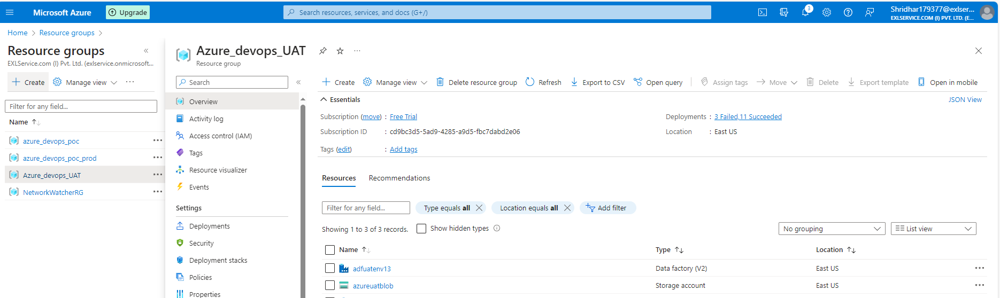 Microsoft Azure
Upgrade
Search resources, services, and docs (G+/)
3
Shridhar179377@exlser...
EXLSERVICE.COM (I) PVT. LTD. (E...
Home > Resource groups >
Resource groups
EXLService.com (I) Pvt. Ltd. (exlservice.onmicrosoft...
+ Create
Manage view
...
Filter for any field...
Name
azure_devops_poc
azure_devops_poc_prod
Azure_devops_UAT
NetworkWatcherRG
Azure_devops_UAT
Resource group
Search
Overview
Activity log
Access control (IAM)
Tags
Resource visualizer
Events
Settings
Deployments
Security
Deployment stacks
Policies
Properties
+ Create
Manage view
Delete resource group
Refresh
Export to CSV
Open query
Assign tags
Move
Delete
Export template
Open in mobile
Essentials
JSON View
Subscription (move) : Free Trial
Deployments : 3 Failed,11 Succeeded
Subscription ID : cd9bc3d5-5ad9-4285-a9d5-fbc7dabd2e06
Location : East US
Tags (edit) : Add tags
Resources
Recommendations
Filter for any field...
Type equals all
Location equals all
Add filter
Showing 1 to 3 of 3 records.
Show hidden types
No grouping
List view
Name
Type
Location
adfuatenv13
Data factory (V2)
East US
azureuatblob
Storage account
East US